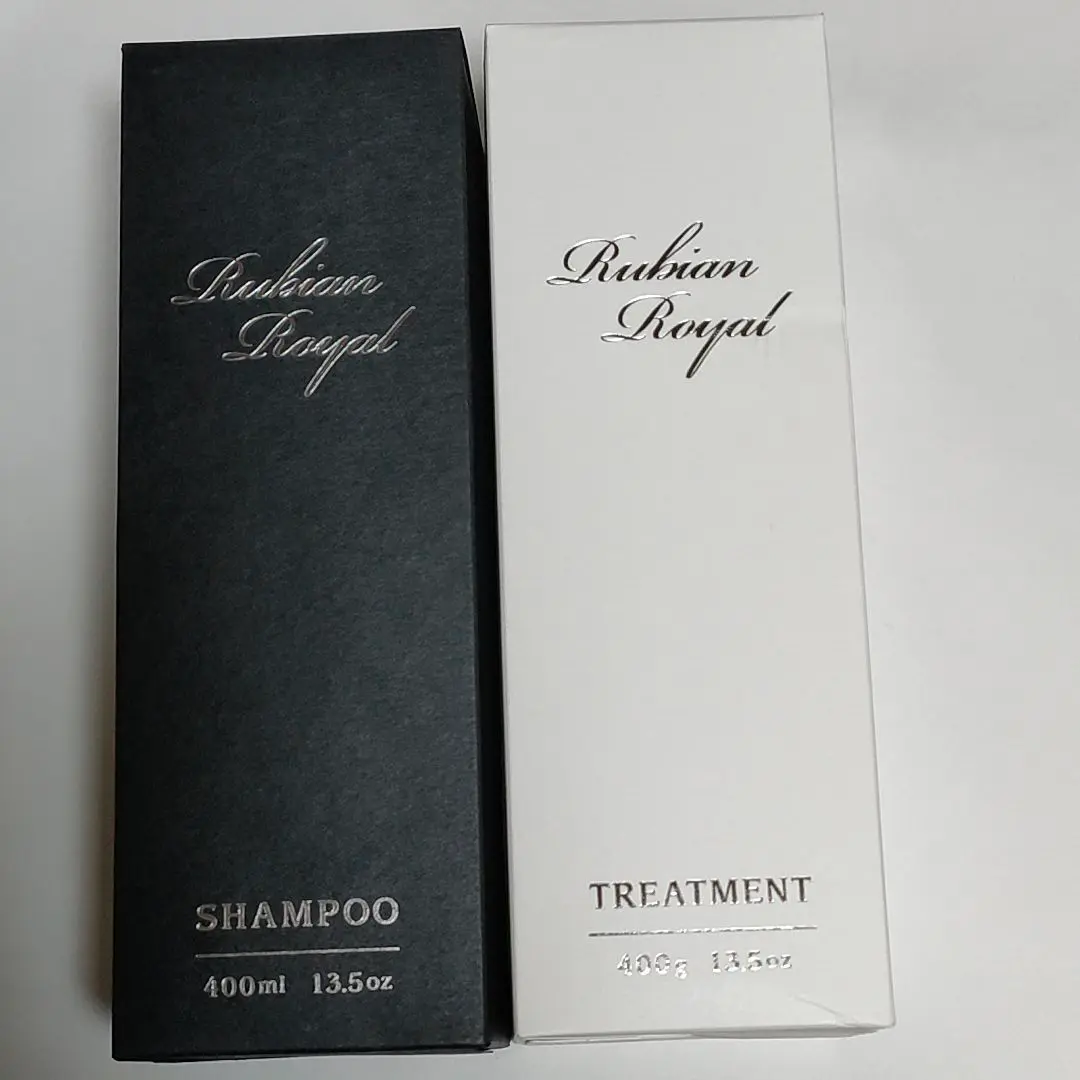 Rubian
Royal
SHAMPOO
400ml 13.5oz
Rubian
Royal
TREATMENT
400g 13.5oz